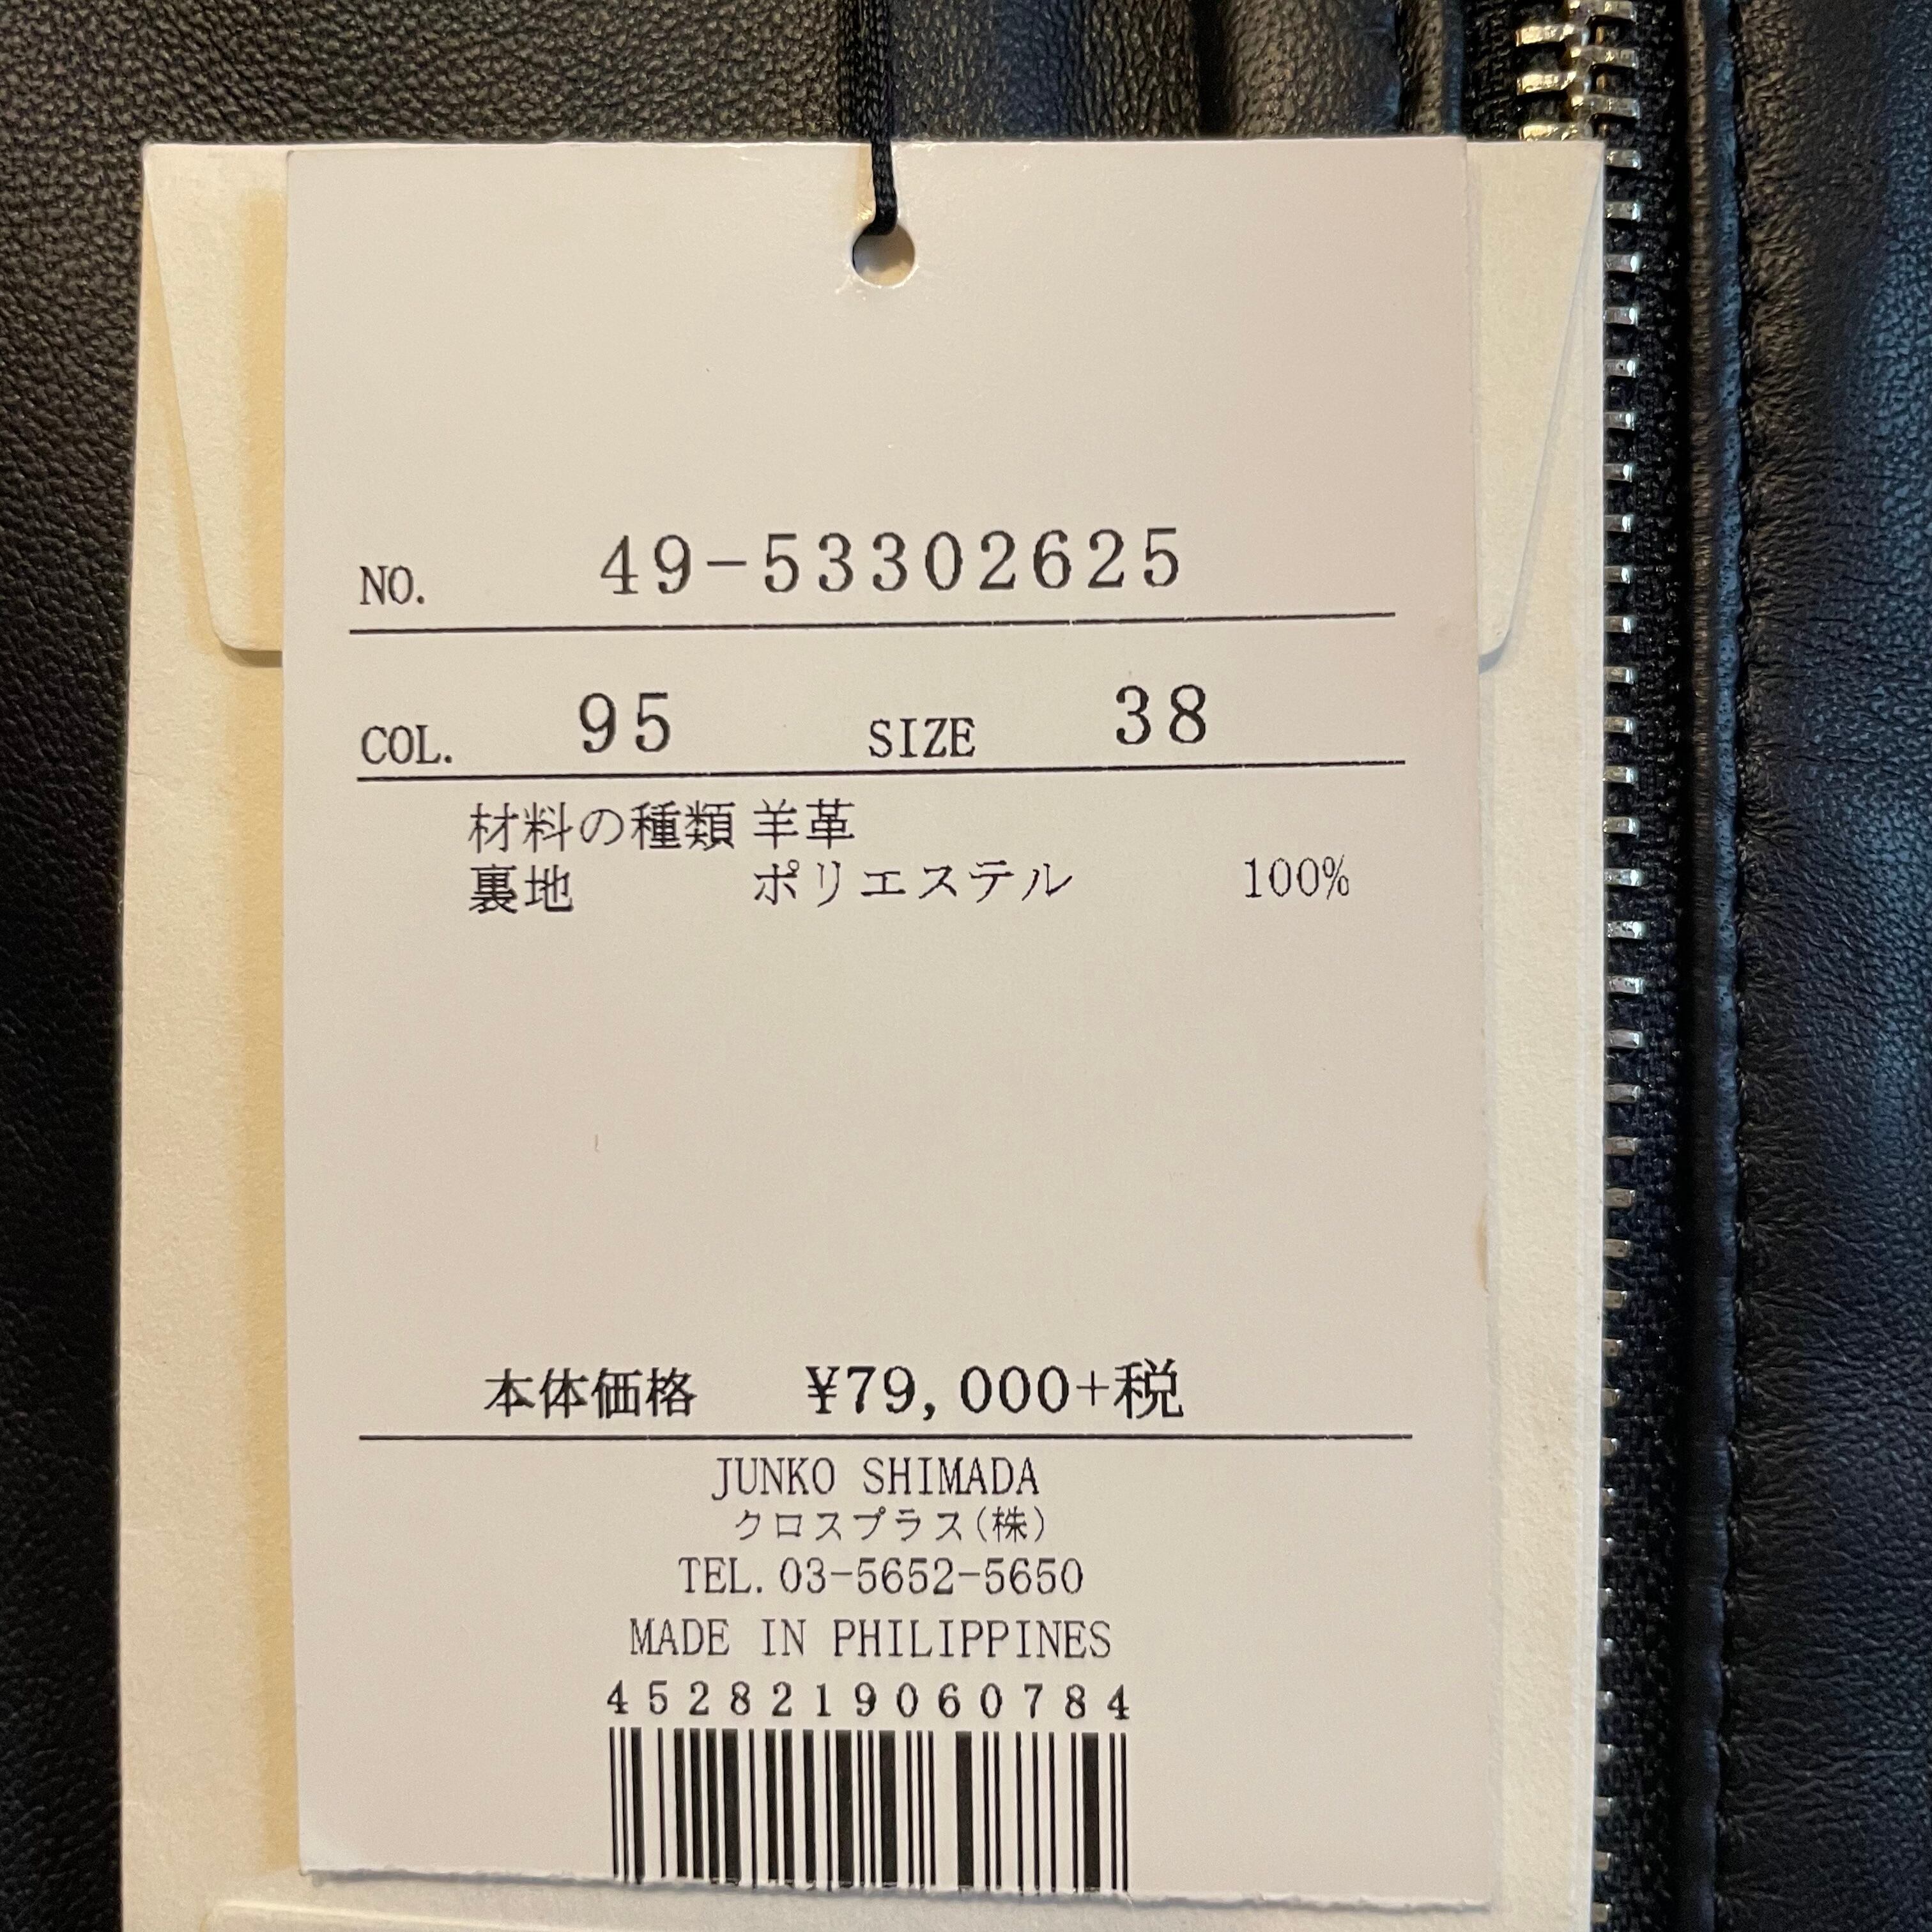 NO. 49-53302625
COL. 95 SIZE 38
材料の種類 羊革
裏地 ポリエステル 100%
本体価格 ¥79,000+税
JUNKO SHIMADA
クロスプラス(株)
TEL.03-5652-5650
MADE IN PHILIPPINES
4528219060784